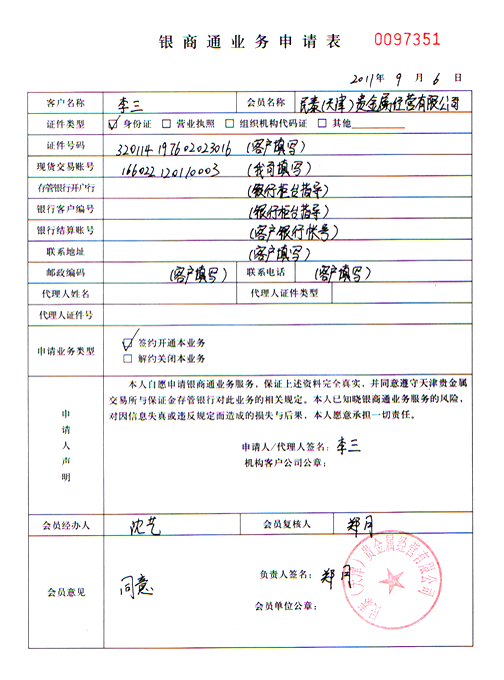 银商通业务申请表 0097351
2011年 9月 6日
客户名称 李三 会员名称 民泰(天津)贵金属经营有限公司
证件类型 ☑身份证 □营业执照 □组织机构代码证 □其他
证件号码 320114 197602023016 (客户填写)
现货交易账号 166022120110003 (我司填写)
存管银行开户行 (银行柜台指导)
银行客户编号 (银行柜台指导)
银行结算账号 (客户银行帐号)
联系地址 (客户填写)
邮政编码 (客户填写) 联系电话 (客户填写)
代理人姓名 代理人证件类型
代理人证件号
申请业务类型 ☑签约开通本业务
□解约关闭本业务
申请人声明
本人自愿申请银商通业务服务，保证上述资料完全真实，并同意遵守天津贵金属
交易所与保证金存管银行对此业务的相关规定。本人已知晓银商通业务服务的风险，
对因信息失真或违反规定而造成的损失与后果，本人愿意承担一切责任。
申请人/代理人签名：李三
机构客户公司公章：
会员经办人 沈艺 会员复核人 郑月
会员意见 同意 负责人签名：郑月
会员单位公章：
民泰（天津）贵金属经营有限公司